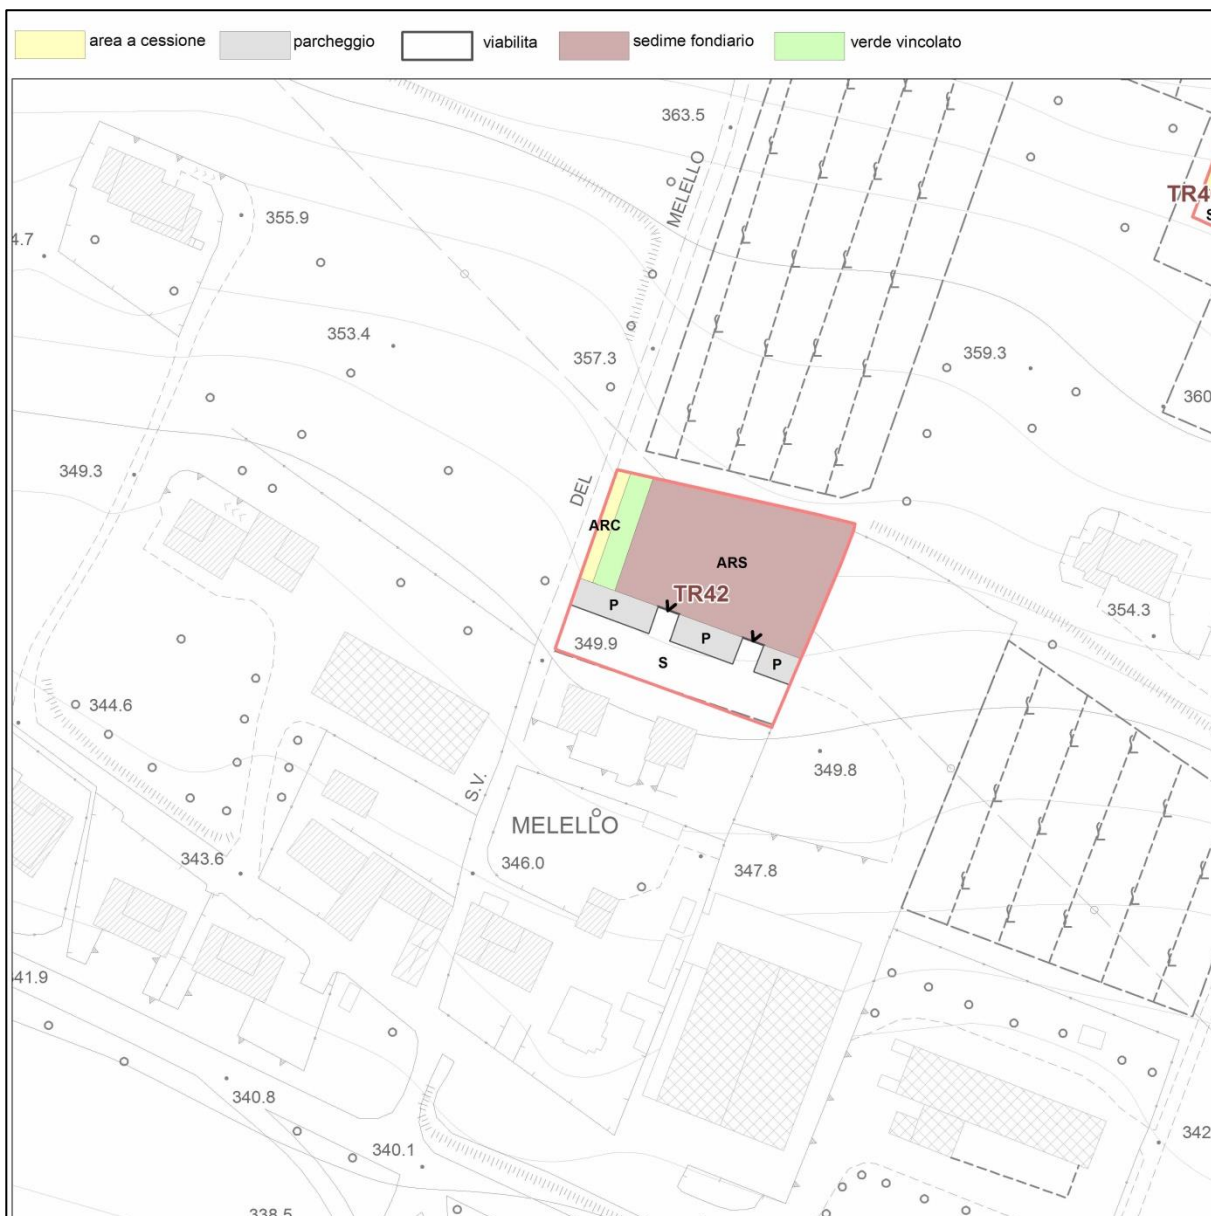 area a cessione
parcheggio
viabilita
sedime fondiario
verde vincolato
363.5
MELELLO
TR4
S
355.9
4.7
353.4
357.3
359.3
360
349.3
DEL
ARC
ARS
TR42
P
P
P
349.9
S
354.3
344.6
349.8
S.V.
MELELLO
343.6
346.0
347.8
341.9
340.8
340.1
342
338.5